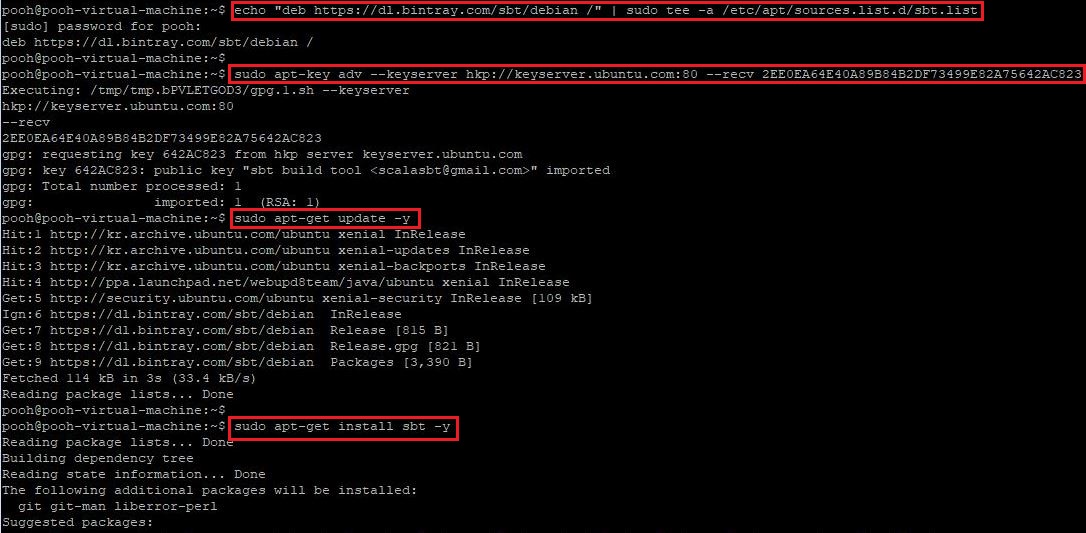 pooh@pooh-virtual-machine:~$ echo "deb https://dl.bintray.com/sbt/debian /" | sudo tee -a /etc/apt/sources.list.d/sbt.list
[sudo] password for pooh:
deb https://dl.bintray.com/sbt/debian /
pooh@pooh-virtual-machine:~$
pooh@pooh-virtual-machine:~$ sudo apt-key adv --keyserver hkp://keyserver.ubuntu.com:80 --recv 2EE0EA64E40A89B84B2DF73499E82A75642AC823
Executing: /tmp/tmp.bPVLETGOD3/gpg.1.sh --keyserver
hkp://keyserver.ubuntu.com:80
--recv
2EE0EA64E40A89B84B2DF73499E82A75642AC823
gpg: requesting key 642AC823 from hkp server keyserver.ubuntu.com
gpg: key 642AC823: public key "sbt build tool <scalasbt@gmail.com>" imported
gpg: Total number processed: 1
gpg:               imported: 1  (RSA: 1)
pooh@pooh-virtual-machine:~$ sudo apt-get update -y
Hit:1 http://kr.archive.ubuntu.com/ubuntu xenial InRelease
Hit:2 http://kr.archive.ubuntu.com/ubuntu xenial-updates InRelease
Hit:3 http://kr.archive.ubuntu.com/ubuntu xenial-backports InRelease
Hit:4 http://ppa.launchpad.net/webupd8team/java/ubuntu xenial InRelease
Get:5 http://security.ubuntu.com/ubuntu xenial-security InRelease [109 kB]
Ign:6 https://dl.bintray.com/sbt/debian  InRelease
Get:7 https://dl.bintray.com/sbt/debian  Release [815 B]
Get:8 https://dl.bintray.com/sbt/debian  Release.gpg [821 B]
Get:9 https://dl.bintray.com/sbt/debian  Packages [3,390 B]
Fetched 114 kB in 3s (33.4 kB/s)
Reading package lists... Done
pooh@pooh-virtual-machine:~$
pooh@pooh-virtual-machine:~$ sudo apt-get install sbt -y
Reading package lists... Done
Building dependency tree
Reading state information... Done
The following additional packages will be installed:
  git git-man liberror-perl
Suggested packages: